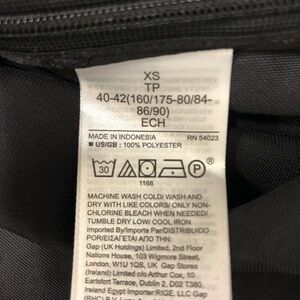 XS
TP
40-42(160/175-80/84-
86/90)
ECH
MADE IN INDONESIA RN 54023
■ US/GB : 100% POLYESTER
30 P
1166
MACHINE WASH COLD/ WASH AND
DRY WITH LIKE COLORS/ ONLY NON-
CHLORINE BLEACH WHEN NEEDED/
TUMBLE DRY LOW/ COOL IRON
Imported by/Importe Par/DISTRIBUIDO
POR/ΕΙΣΑΓΕΤΑΙ ΑΠΟ ΤΗΝ:
Gap (UK Holdings) Limited, 2nd Floor
Nations House, 103 Wigmore Street,
London, W1U 1QS, UK Gap Stores
(Ireland) Limited c/o Arthur Cox, 10
Earlsfort Terrace, Dublin 2, D02 T380,
Ireland Egypt Importer:RIGE, LLC Gap